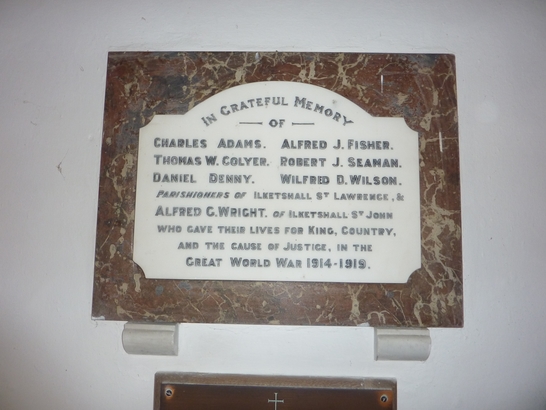 IN GRATEFUL MEMORY
OF
CHARLES ADAMS. ALFRED J. FISHER.
THOMAS W. COLYER. ROBERT J. SEAMAN.
DANIEL DENNY. WILFRED D. WILSON.
PARISHIONERS OF ILKETSHALL ST LAWRENCE, &
ALFRED G. WRIGHT. OF ILKETSHALL ST JOHN
WHO GAVE THEIR LIVES FOR KING, COUNTRY,
AND THE CAUSE OF JUSTICE, IN THE
GREAT WORLD WAR 1914-1919.